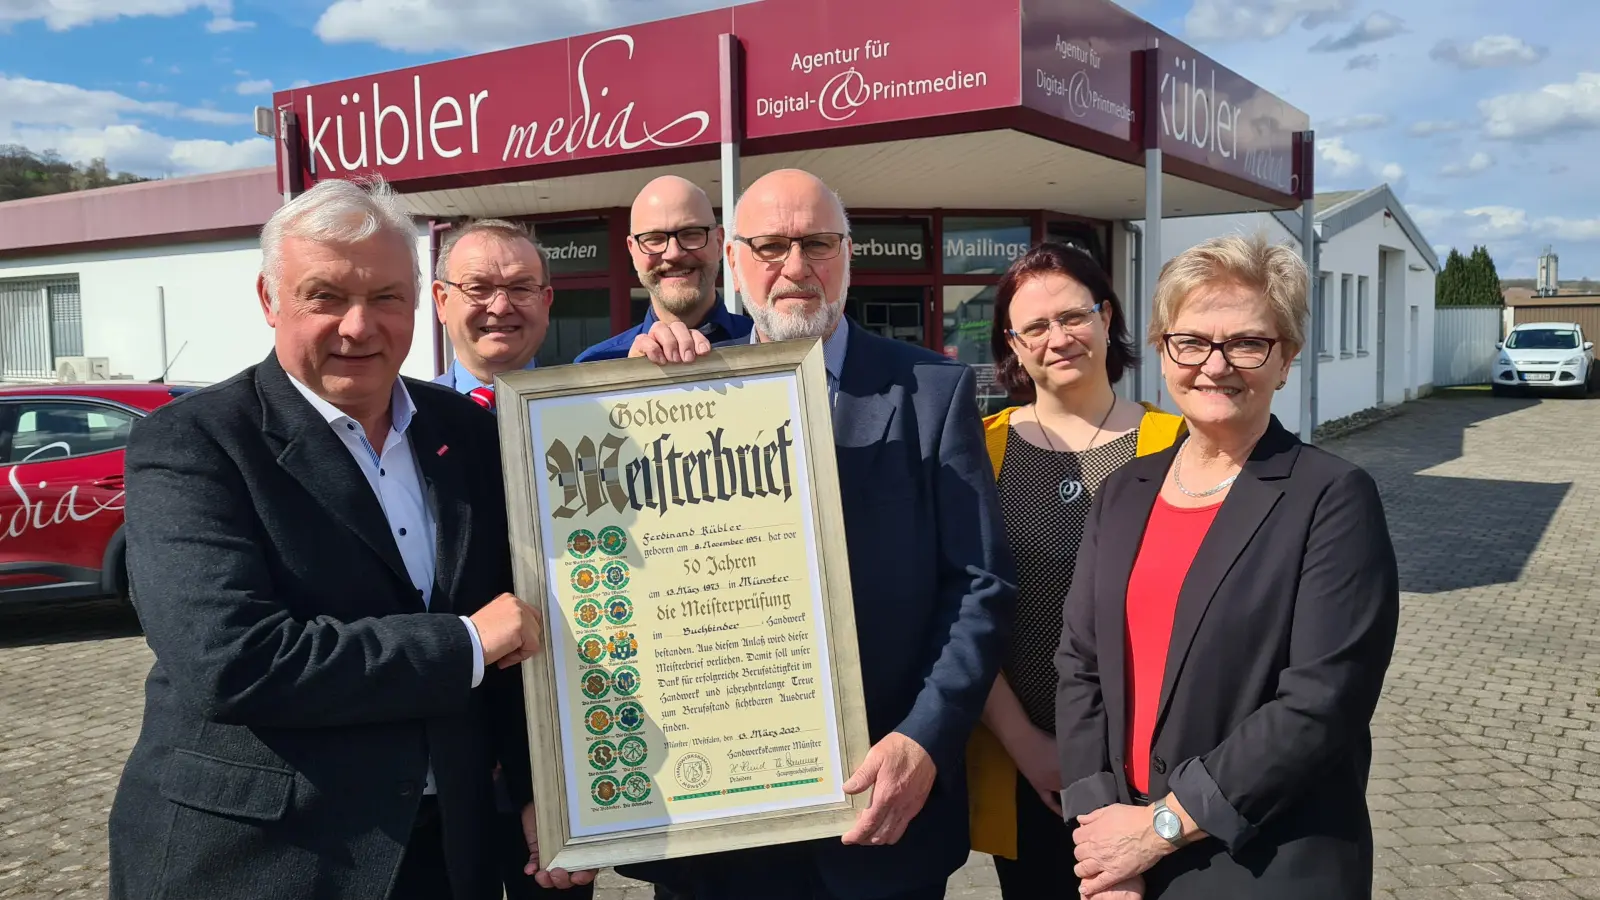 kübler media
Agentur für
Digital-&Printmedien
Agentur für
Digital-&Printmedien
kübler media
sachen
erbung
Mailings
edia
Goldener
Meisterbrief
Ferdinand Kübler
geboren am 8. November 1951 hat vor
50 Jahren
am 13. März 1973 in Münster
die Meisterprüfung
im Buchbinder-Handwerk
bestanden. Aus diesem Anlaß wird dieser
Meisterbrief verliehen. Damit soll unser
Dank für erfolgreiche Berufstätigkeit im
Handwerk und jahrzehntelange Treue
zum Berufsstand sichtbaren Ausdruck
finden.
Münster/Westfalen, den 13. März 2023
Handwerkskammer Münster
Präsident Hauptgeschäftsführer